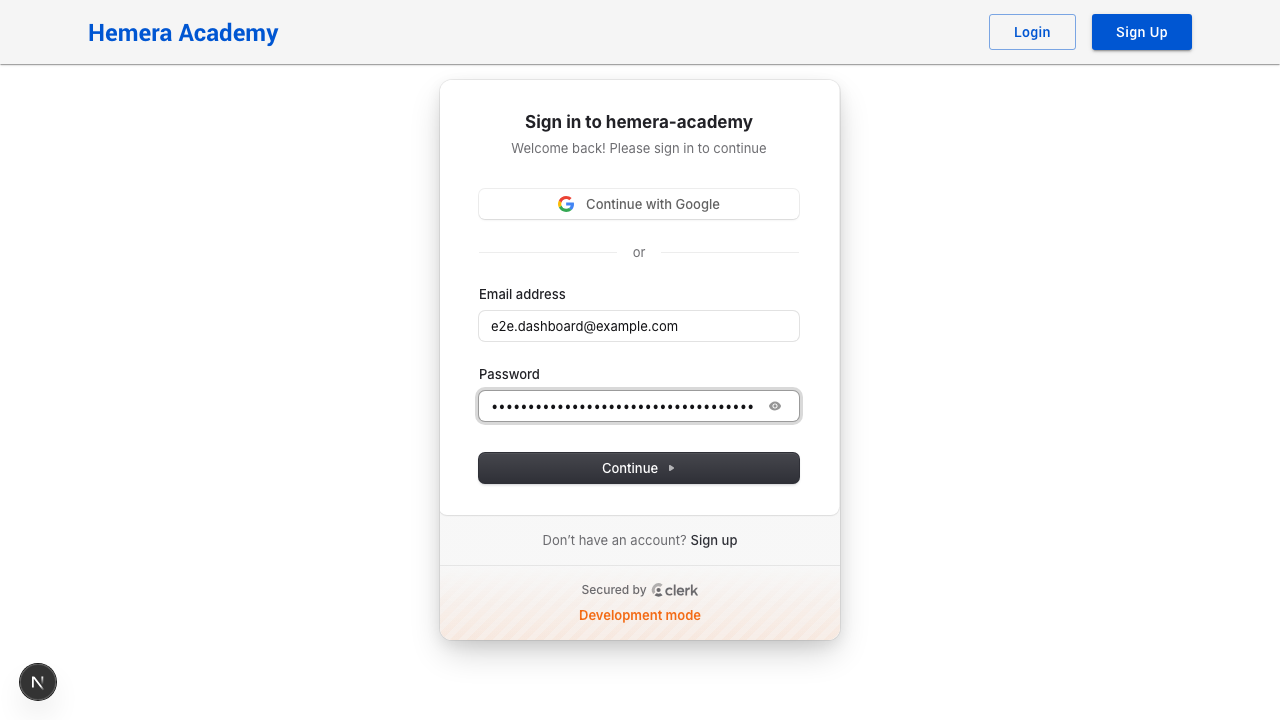 Hemera Academy
Login
Sign Up
Sign in to hemera-academy
Welcome back! Please sign in to continue
Continue with Google
or
Email address
e2e.dashboard@example.com
Password
••••••••••••••••••••••••••••••••••••
Continue
Don't have an account? Sign up
Secured by clerk
Development mode
N